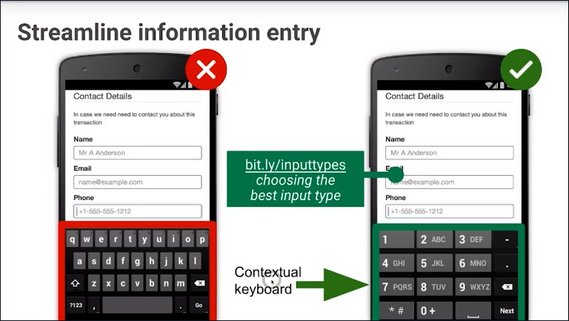 Streamline information entry
Contact Details
In case we need need to contact you about this
transaction
Name
Mr A Anderson
Email
name@example.com
Phone
+1-555-555-1212
q w e r t y u i o p
a s d f g h j k l
z x c v b n m
?123 , . Go
bit.ly/inputtypes
choosing the
best input type
Contextual
keyboard
Contact Details
In case we need need to contact you about this
transaction
Name
Mr A Anderson
Email
name@example.com
Phone
+1-555-555-1212
1 2 ABC 3 DEF -
4 GHI 5 JKL 6 MNO .
7 PQRS 8 TUV 9 WXYZ
* # 0 + Next